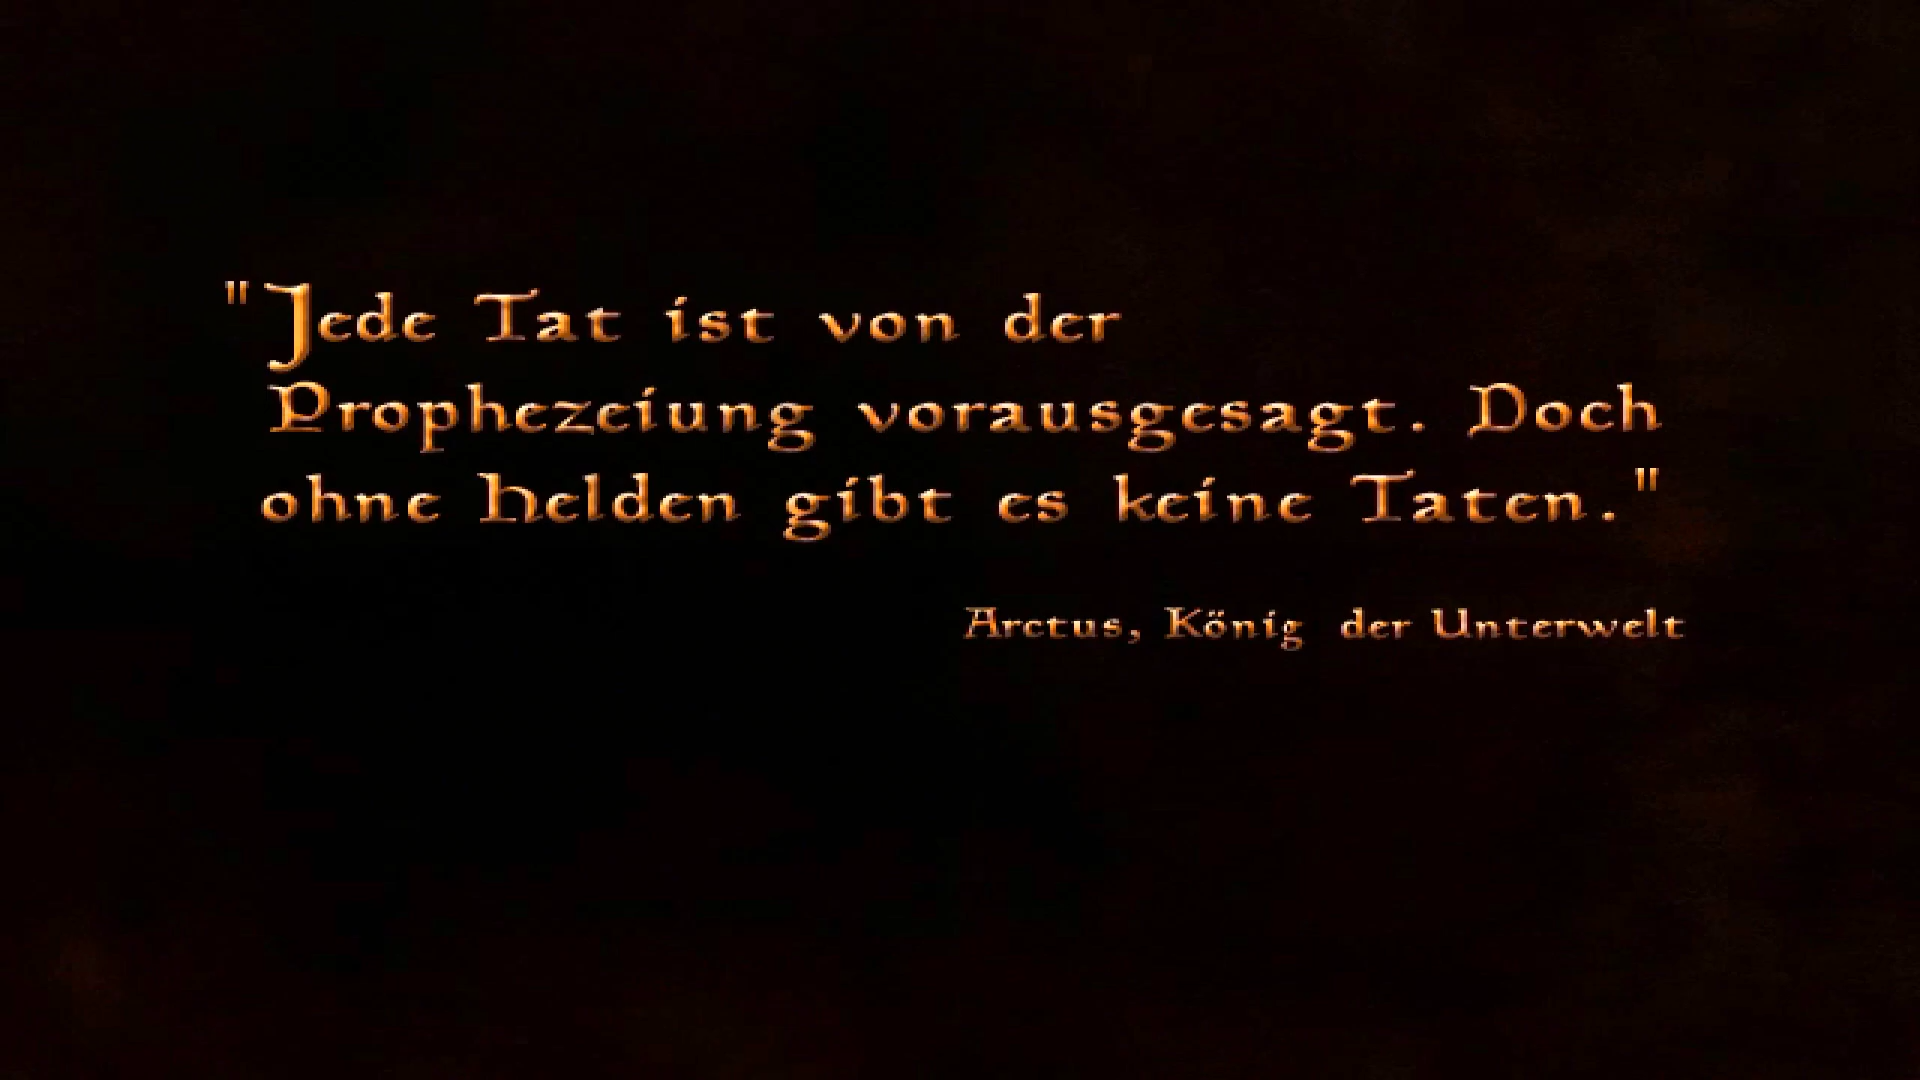 "Jede Tat ist von der
Prophezeiung vorausgesagt. Doch
ohne Helden gibt es keine Taten."
Arctus, König der Unterwelt